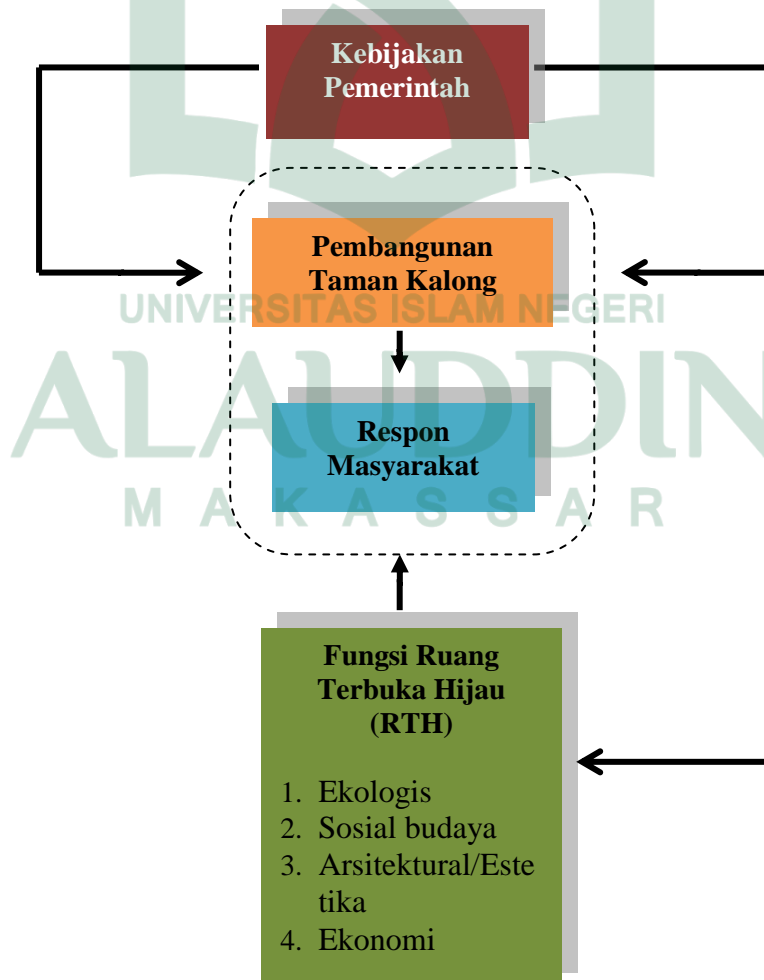 Kebijakan
Pemerintah
Pembangunan
Taman Kalong
UNIVERSITAS ISLAM NEGERI
ALAUDDIN
Respon
Masyarakat
M A K A S S A R
Fungsi Ruang
Terbuka Hijau
(RTH)
1. Ekologis
2. Sosial budaya
3. Arsitektural/Este
tika
4. Ekonomi